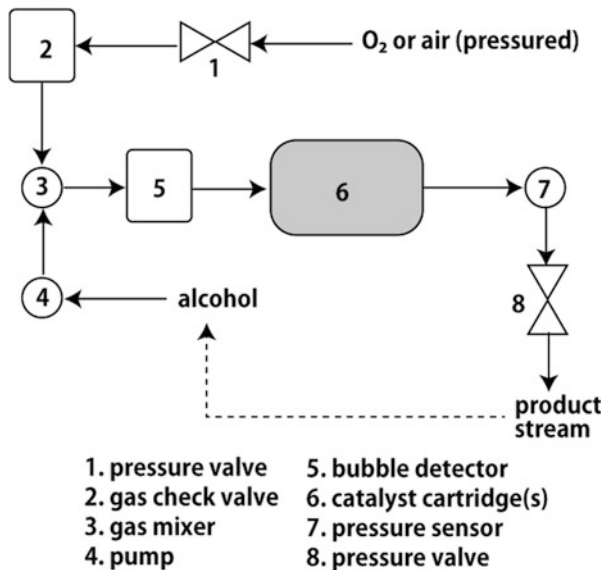 2
1
O₂ or air (pressured)
3
5
6
7
4
alcohol
8
product
stream
1. pressure valve
2. gas check valve
3. gas mixer
4. pump
5. bubble detector
6. catalyst cartridge(s)
7. pressure sensor
8. pressure valve